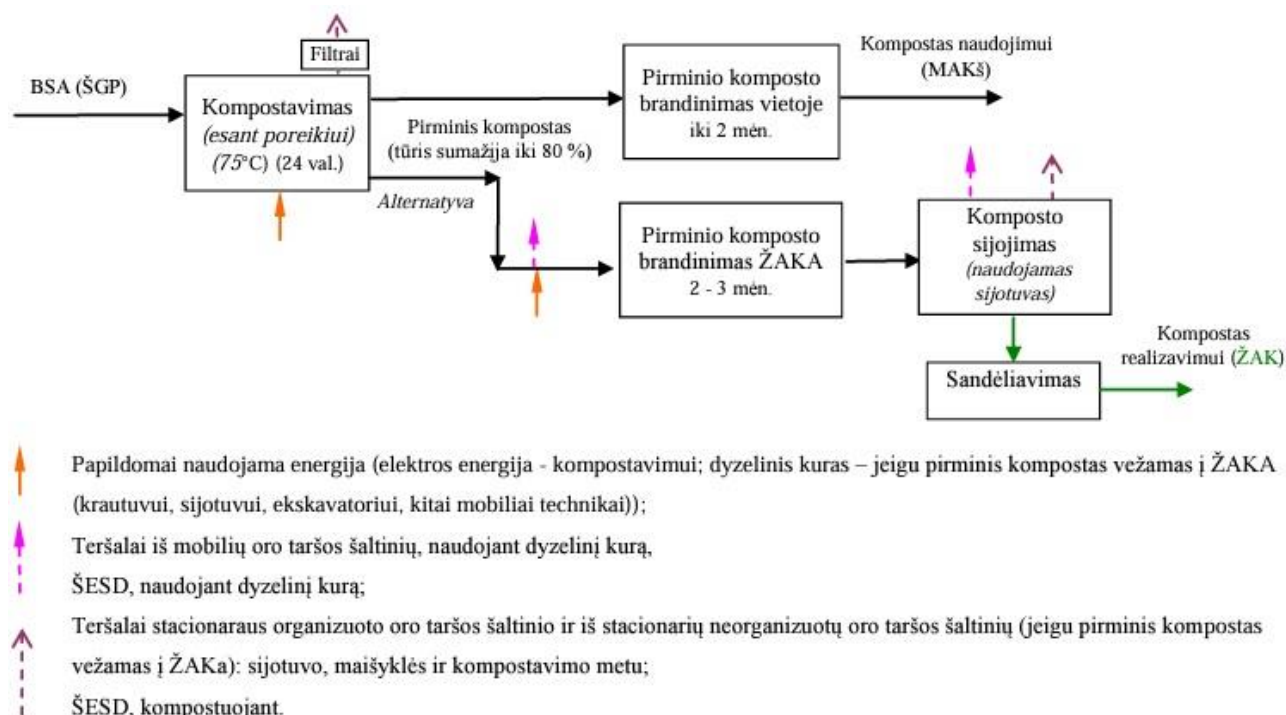 Filtrai
BSA (ŠGP)
Kompostavimas
(esant poreikiui)
(75°C) (24 val.)
Pirminis kompostas
(tūris sumažija iki 80 %)
Alternatyva
Pirminio komposto
brandinimas vietoje
iki 2 mėn.
Kompostas naudojimui
(MAKš)
Pirminio komposto
brandinimas ŽAKA
2 - 3 mėn.
Komposto
sijojimas
(naudojamas
sijotuvas)
Sandėliavimas
Kompostas
realizavimui (ŽAK)
Papildomai naudojama energija (elektros energija - kompostavimui; dyzelinis kuras – jeigu pirminis kompostas vežamas į ŽAKA
(krautuvui, sijotuvui, ekskavatoriui, kitai mobiliai technikai));
Teršalai iš mobilių oro taršos šaltinių, naudojant dyzelinį kurą,
ŠESD, naudojant dyzelinį kurą;
Teršalai stacionaraus organizuoto oro taršos šaltinio ir iš stacionarių neorganizuotų oro taršos šaltinių (jeigu pirminis kompostas
vežamas į ŽAKa): sijotuvo, maišyklės ir kompostavimo metu;
ŠESD, kompostuojant.